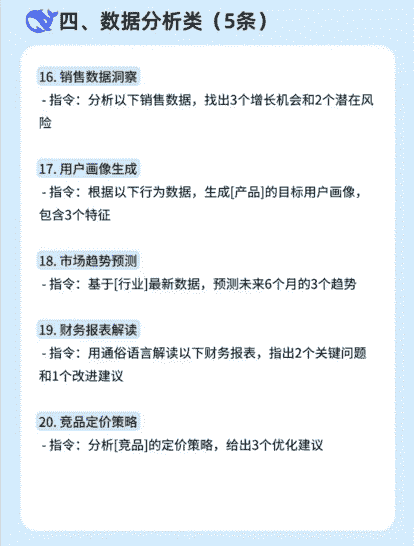 四、数据分析类（5条）
16. 销售数据洞察
- 指令：分析以下销售数据，找出3个增长机会和2个潜在风
险
17. 用户画像生成
- 指令：根据以下行为数据，生成[产品]的目标用户画像，
包含3个特征
18. 市场趋势预测
- 指令：基于[行业]最新数据，预测未来6个月的3个趋势
19. 财务报表解读
- 指令：用通俗语言解读以下财务报表，指出2个关键问题
和1个改进建议
20. 竞品定价策略
- 指令：分析[竞品]的定价策略，给出3个优化建议